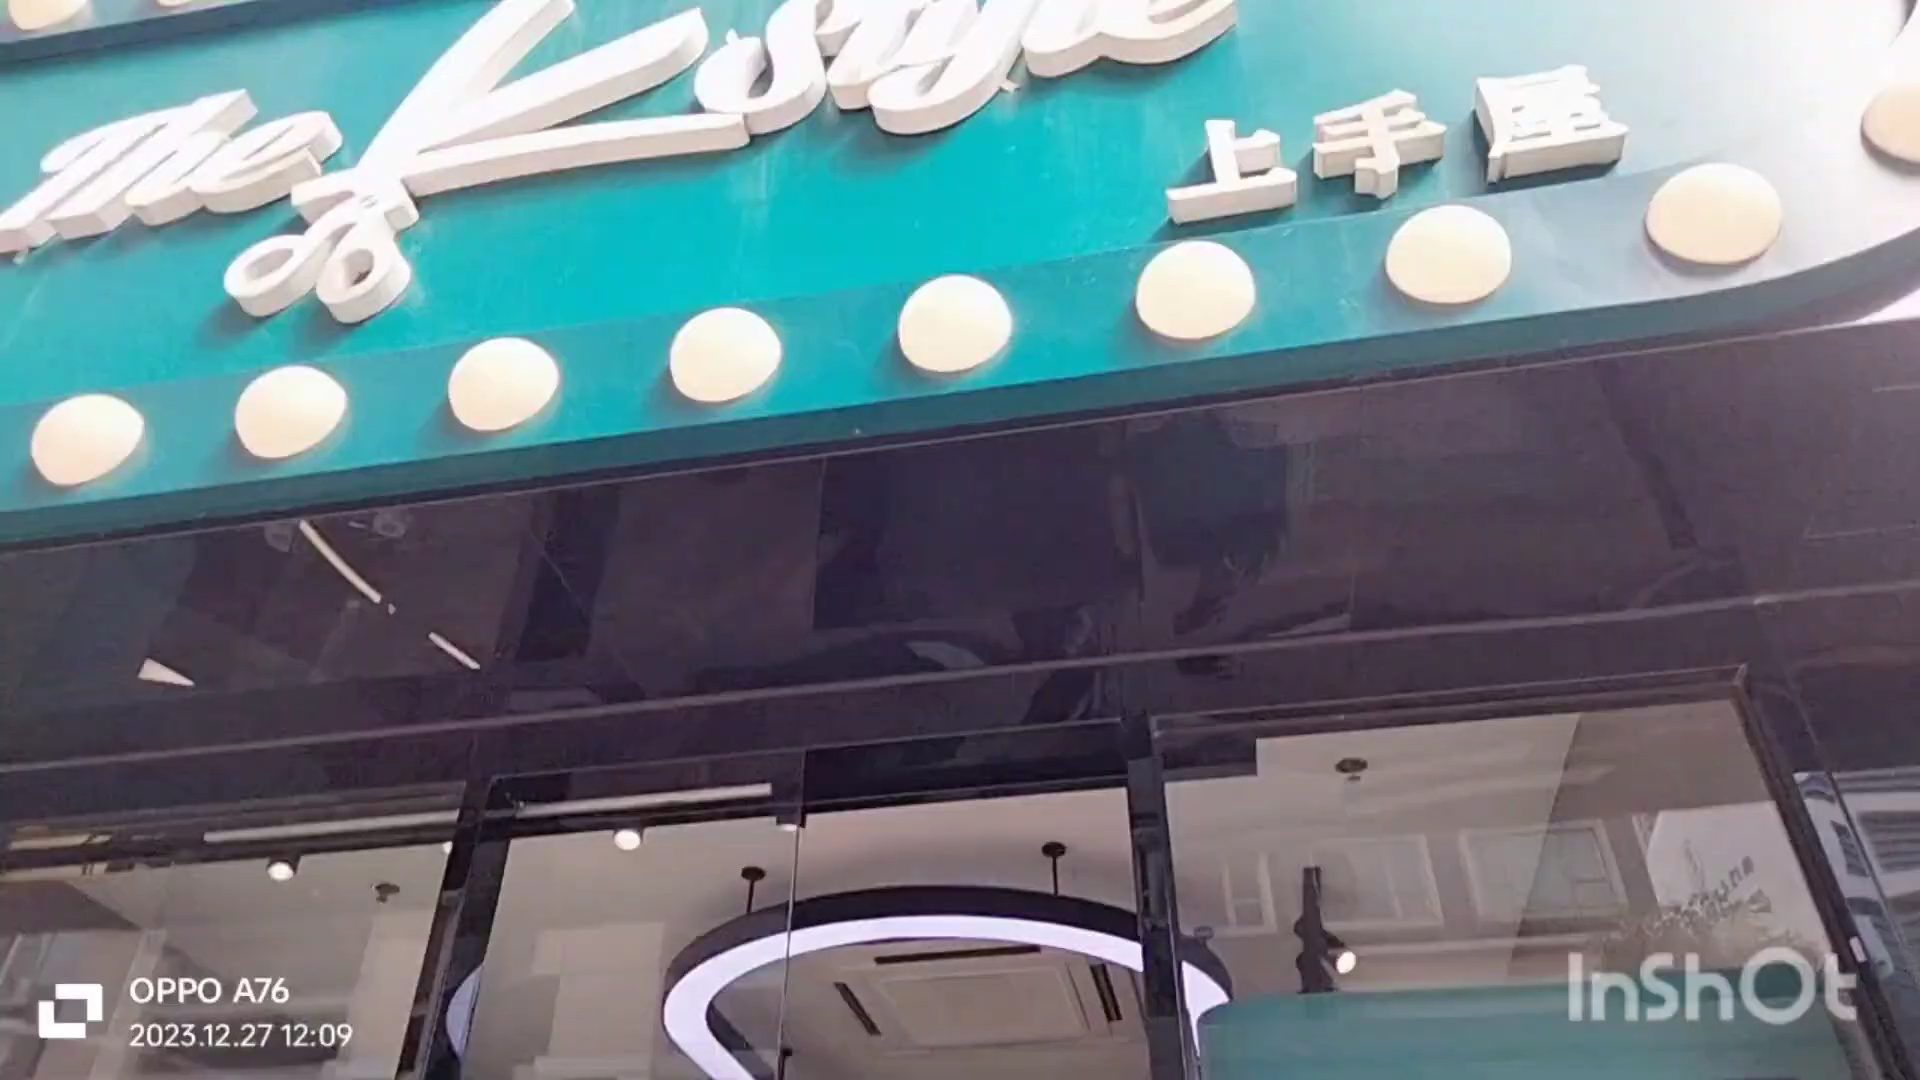 The K style
上手屋
OPPO A76
2023.12.27 12:09
InShOt